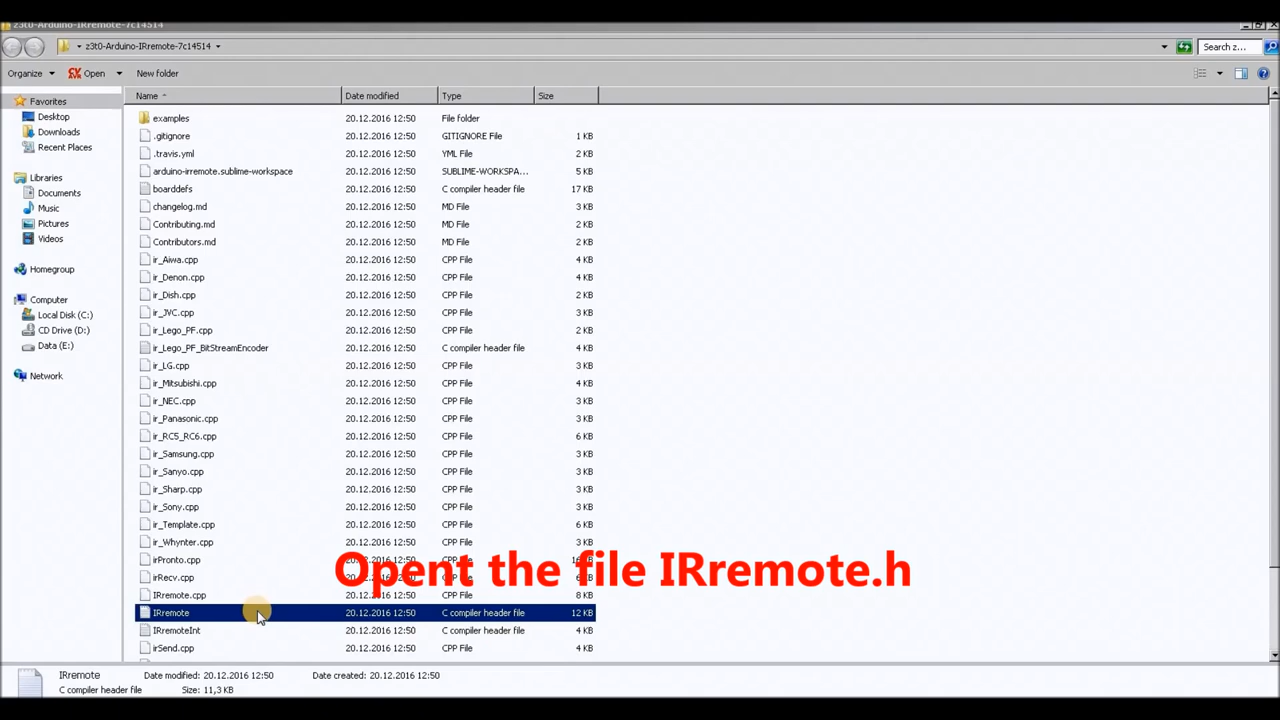 z3t0-Arduino-IRremote-7c14514
z3t0-Arduino-IRremote-7c14514 Search z...
Organize Open New folder
Name Date modified Type Size
Favorites
Desktop
Downloads
Recent Places
Libraries
Documents
Music
Pictures
Videos
Homegroup
Computer
Local Disk (C:)
CD Drive (D:)
Data (E:)
Network
examples 20.12.2016 12:50 File folder
.gitignore 20.12.2016 12:50 GITIGNORE File 1 KB
.travis.yml 20.12.2016 12:50 YML File 2 KB
arduino-irremote.sublime-workspace 20.12.2016 12:50 SUBLIME-WORKSPA... 5 KB
boarddefs 20.12.2016 12:50 C compiler header file 17 KB
changelog.md 20.12.2016 12:50 MD File 3 KB
Contributing.md 20.12.2016 12:50 MD File 2 KB
Contributors.md 20.12.2016 12:50 MD File 2 KB
ir_Aiwa.cpp 20.12.2016 12:50 CPP File 4 KB
ir_Denon.cpp 20.12.2016 12:50 CPP File 4 KB
ir_Dish.cpp 20.12.2016 12:50 CPP File 2 KB
ir_JVC.cpp 20.12.2016 12:50 CPP File 3 KB
ir_Lego_PF.cpp 20.12.2016 12:50 CPP File 2 KB
ir_Lego_PF_BitStreamEncoder 20.12.2016 12:50 C compiler header file 4 KB
ir_LG.cpp 20.12.2016 12:50 CPP File 3 KB
ir_Mitsubishi.cpp 20.12.2016 12:50 CPP File 4 KB
ir_NEC.cpp 20.12.2016 12:50 CPP File 3 KB
ir_Panasonic.cpp 20.12.2016 12:50 CPP File 3 KB
ir_RC5_RC6.cpp 20.12.2016 12:50 CPP File 6 KB
ir_Samsung.cpp 20.12.2016 12:50 CPP File 3 KB
ir_Sanyo.cpp 20.12.2016 12:50 CPP File 3 KB
ir_Sharp.cpp 20.12.2016 12:50 CPP File 3 KB
ir_Sony.cpp 20.12.2016 12:50 CPP File 3 KB
ir_Template.cpp 20.12.2016 12:50 CPP File 6 KB
ir_Whynter.cpp 20.12.2016 12:50 CPP File 3 KB
irPronto.cpp 20.12.2016 12:50 CPP File KB
Opent the file IRremote.h
irRecv.cpp KB
IRremote.cpp 20.12.2016 12:50 CPP File 8 KB
IRremote 20.12.2016 12:50 C compiler header file 12 KB
IRremoteInt 20.12.2016 12:50 C compiler header file 4 KB
irSend.cpp 20.12.2016 12:50 CPP File 3 KB
IRremote Date modified: 20.12.2016 12:50 Date created: 20.12.2016 12:50
C compiler header file Size: 11,3 KB